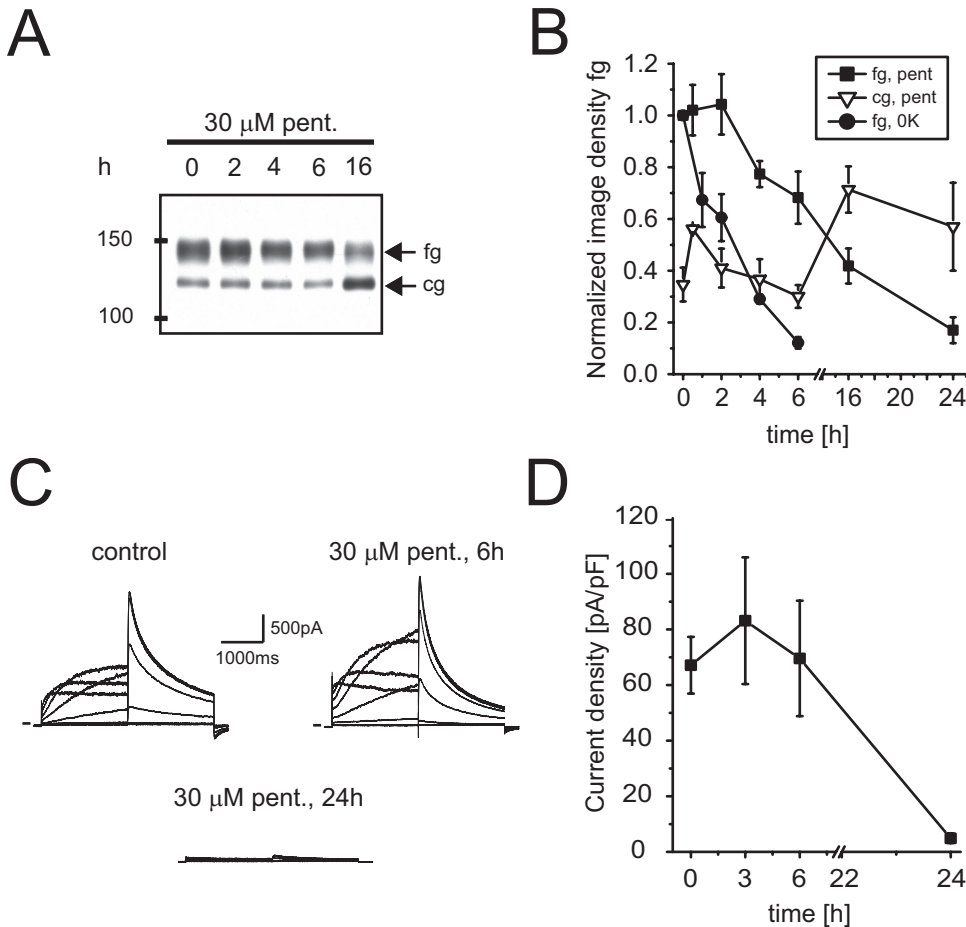 A
30 μM pent.
h 0 2 4 6 16
150
fg
cg
100
B
Normalized image density fg
1.2
1.0
0.8
0.6
0.4
0.2
0.0
fg, pent
cg, pent
fg, 0K
0 2 4 6 16 20 24
time [h]
C
control
30 μM pent., 6h
500pA
1000ms
30 μM pent., 24h
D
Current density [pA/pF]
120
100
80
60
40
20
0
0 3 6 22 24
time [h]